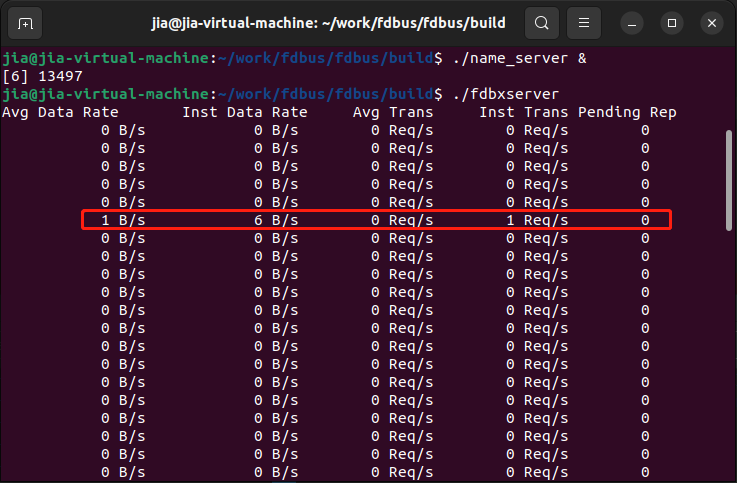 jia@jia-virtual-machine: ~/work/fdbus/fdbus/build
jia@jia-virtual-machine:~/work/fdbus/fdbus/build$ ./name_server &
[6] 13497
jia@jia-virtual-machine:~/work/fdbus/fdbus/build$ ./fdbxserver
Avg Data Rate Inst Data Rate Avg Trans Inst Trans Pending Rep
0 B/s 0 B/s 0 Req/s 0 Req/s 0
0 B/s 0 B/s 0 Req/s 0 Req/s 0
0 B/s 0 B/s 0 Req/s 0 Req/s 0
0 B/s 0 B/s 0 Req/s 0 Req/s 0
0 B/s 0 B/s 0 Req/s 0 Req/s 0
1 B/s 6 B/s 0 Req/s 1 Req/s 0
0 B/s 0 B/s 0 Req/s 0 Req/s 0
0 B/s 0 B/s 0 Req/s 0 Req/s 0
0 B/s 0 B/s 0 Req/s 0 Req/s 0
0 B/s 0 B/s 0 Req/s 0 Req/s 0
0 B/s 0 B/s 0 Req/s 0 Req/s 0
0 B/s 0 B/s 0 Req/s 0 Req/s 0
0 B/s 0 B/s 0 Req/s 0 Req/s 0
0 B/s 0 B/s 0 Req/s 0 Req/s 0
0 B/s 0 B/s 0 Req/s 0 Req/s 0
0 B/s 0 B/s 0 Req/s 0 Req/s 0
0 B/s 0 B/s 0 Req/s 0 Req/s 0
0 B/s 0 B/s 0 Req/s 0 Req/s 0
0 B/s 0 B/s 0 Req/s 0 Req/s 0
0 B/s 0 B/s 0 Req/s 0 Req/s 0